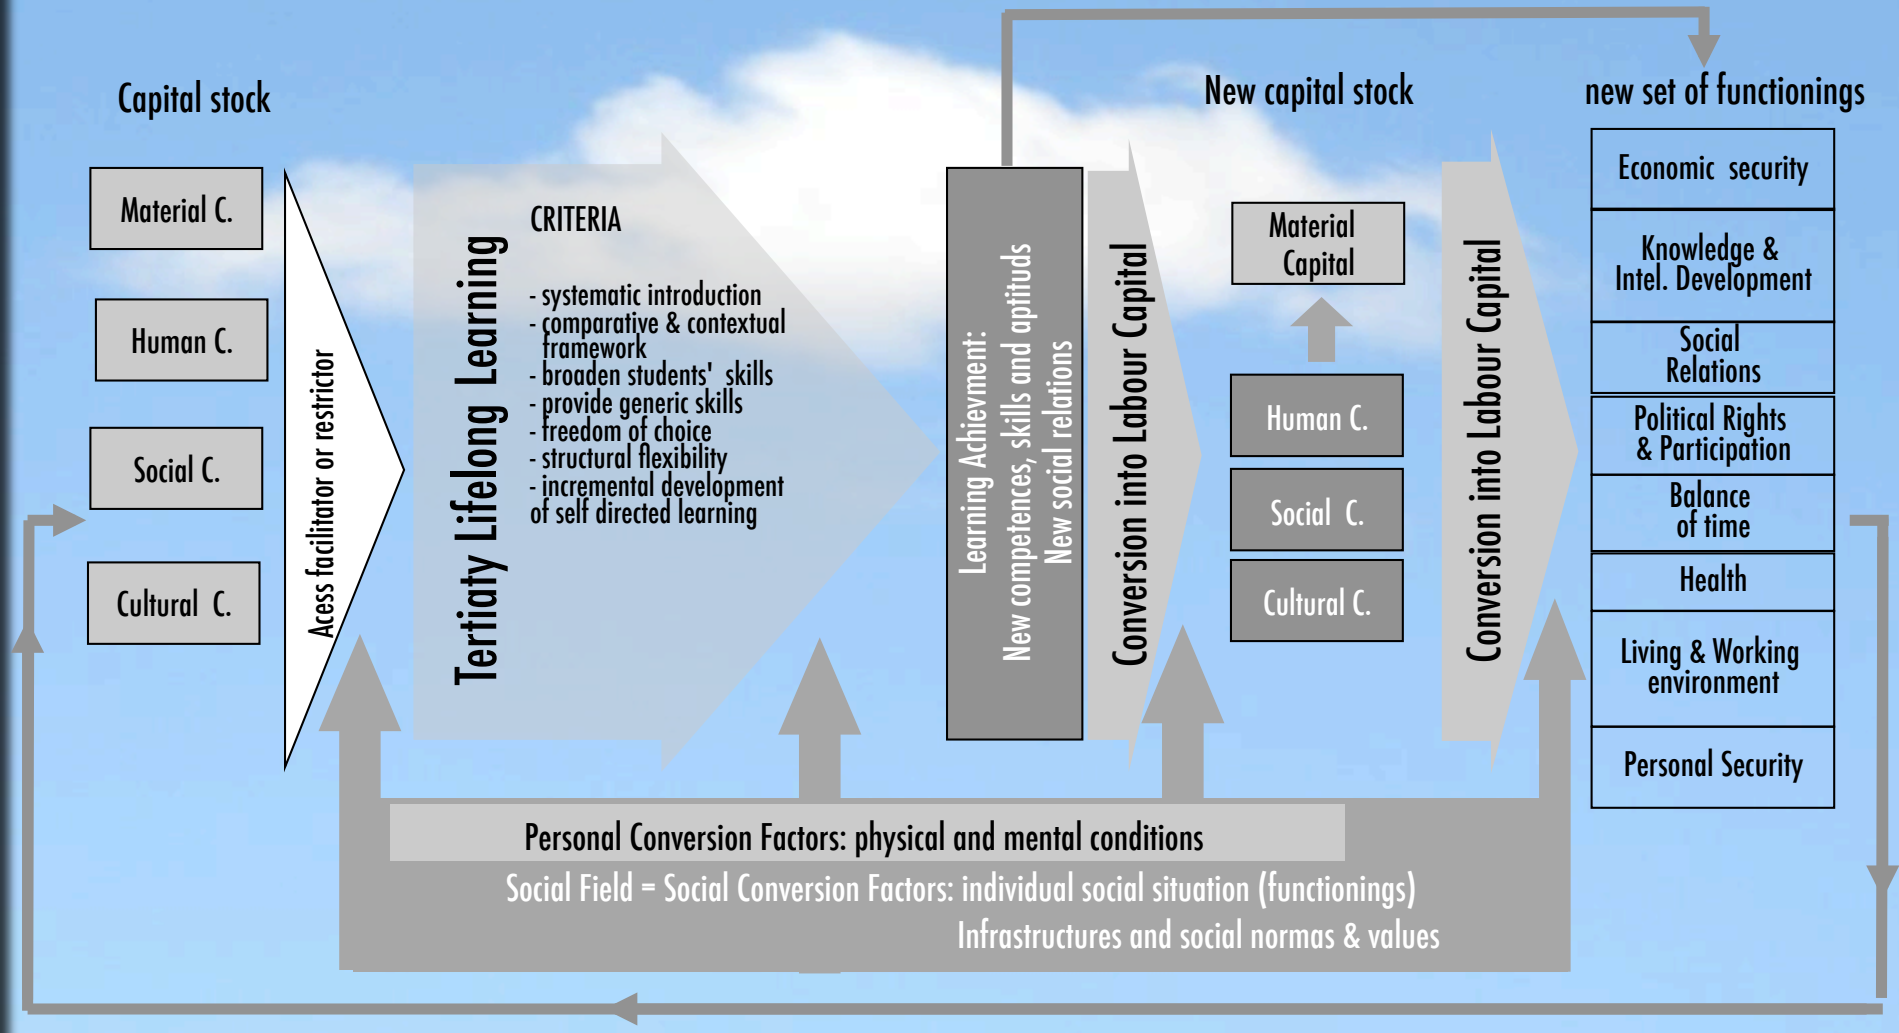 Capital stock
Material C.
Human C.
Social C.
Cultural C.
Acess facilitator or restrictor
Tertiaty Lifelong Learning
CRITERIA
- systematic introduction
- comparative & contextual
framework
- broaden students' skills
- provide generic skills
- freedom of choice
- structural flexibility
- incremental development
of self directed learning
Learning Achievment:
New competences, skills and aptituds
New social relations
Conversion into Labour Capital
New capital stock
Material
Capital
Human C.
Social C.
Cultural C.
Conversion into Labour Capital
new set of functionings
Economic security
Knowledge &
Intel. Development
Social
Relations
Political Rights
& Participation
Balance
of time
Health
Living & Working
environment
Personal Security
Personal Conversion Factors: physical and mental conditions
Social Field = Social Conversion Factors: individual social situation (functionings)
Infrastructures and social normas & values